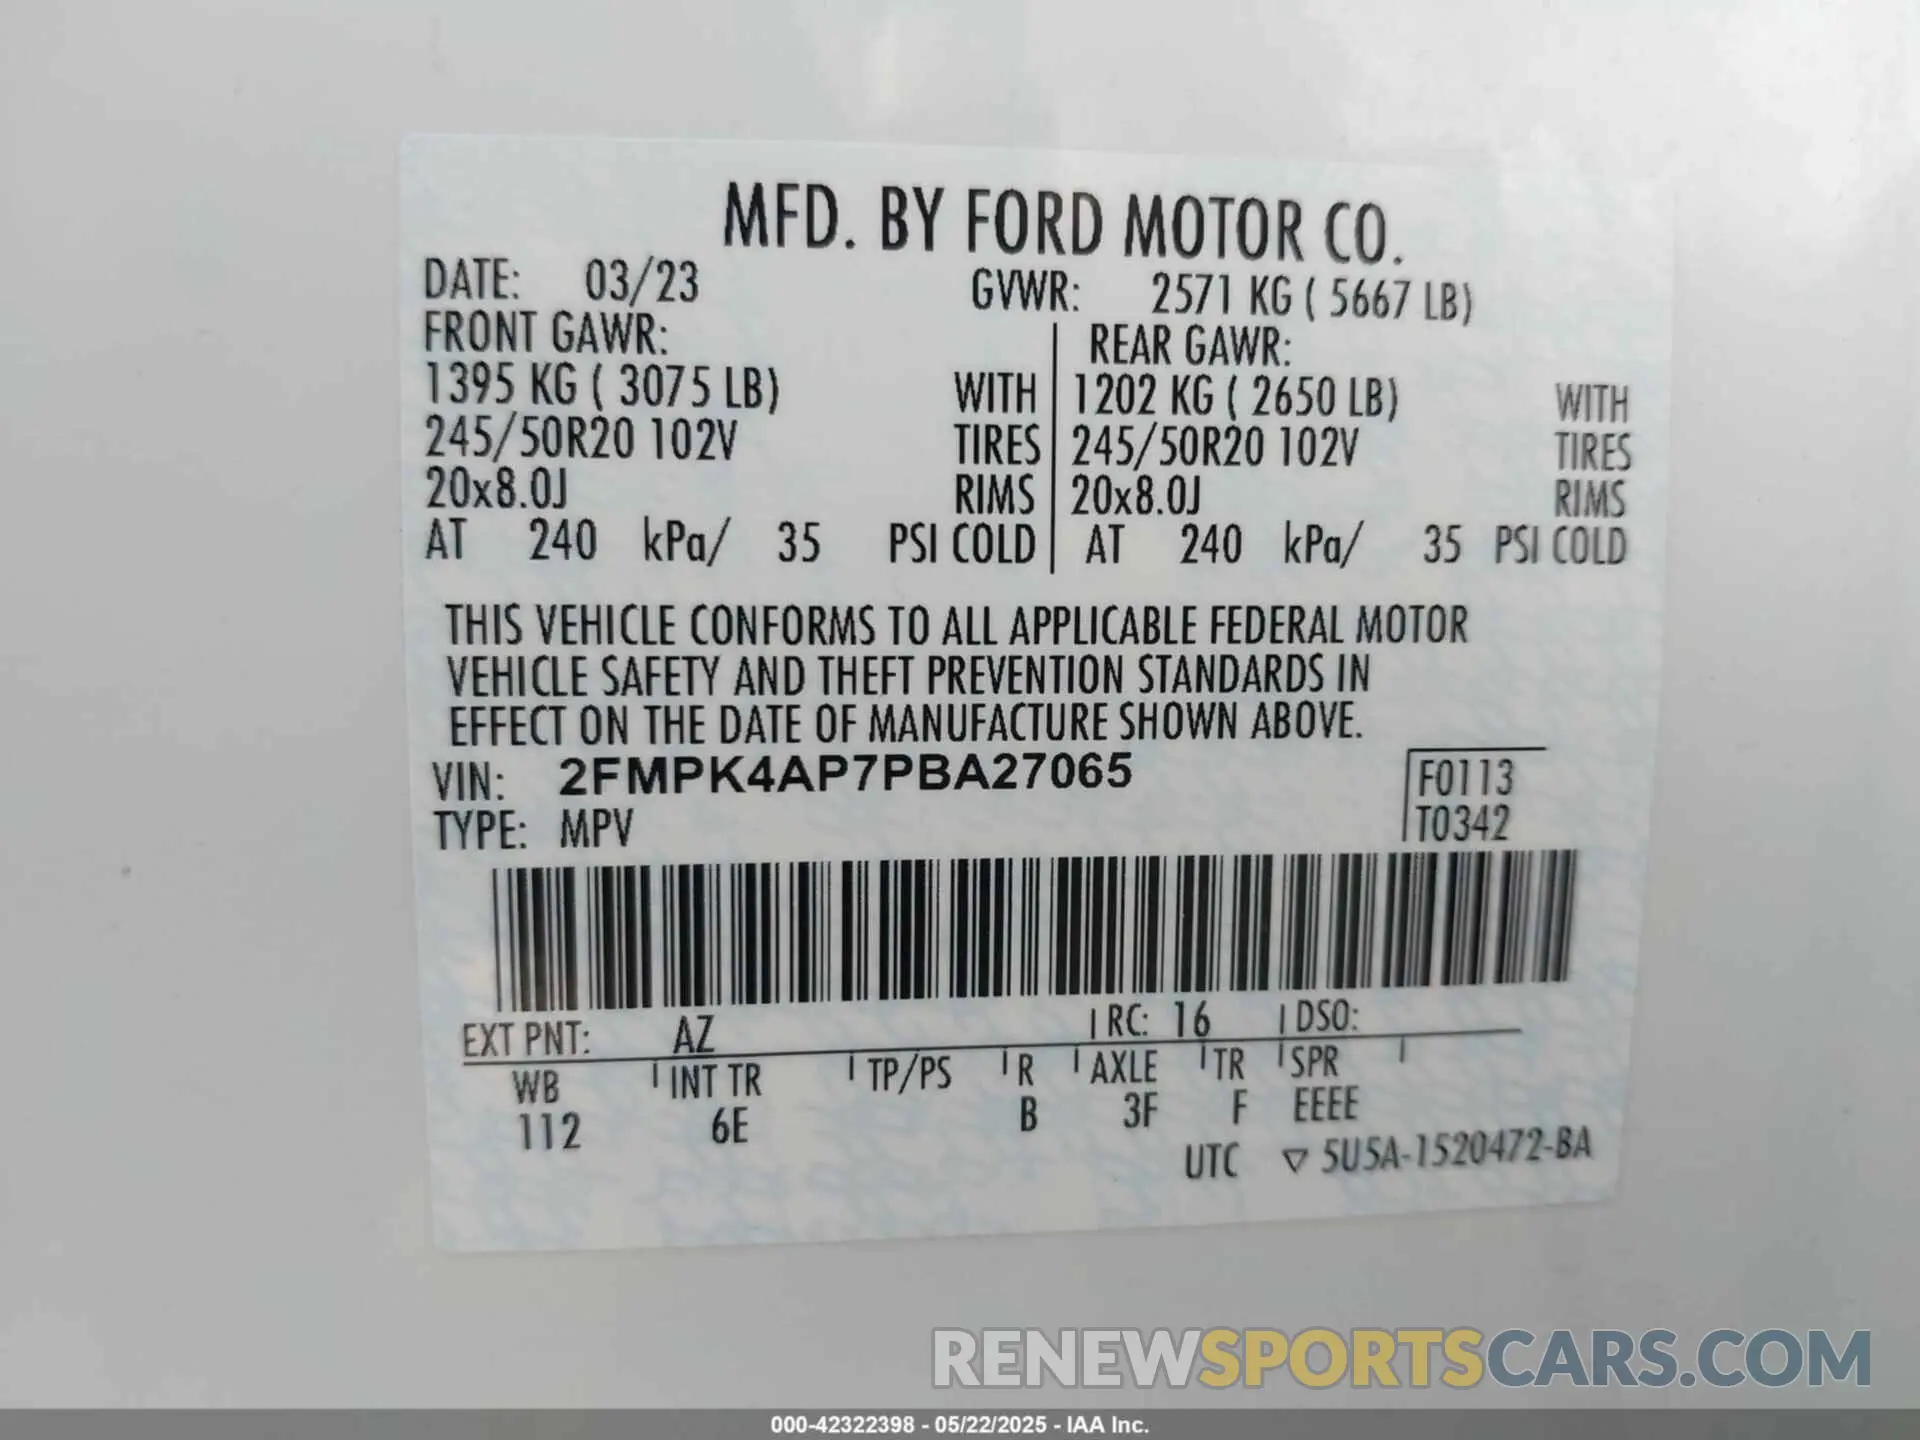 MFD. BY FORD MOTOR CO.
DATE: 03/23 GVWR: 2571 KG ( 5667 LB)
FRONT GAWR: REAR GAWR:
1395 KG ( 3075 LB) WITH 1202 KG ( 2650 LB) WITH
245/50R20 102V TIRES 245/50R20 102V TIRES
20x8.0J RIMS 20x8.0J RIMS
AT 240 kPa/ 35 PSI COLD AT 240 kPa/ 35 PSI COLD
THIS VEHICLE CONFORMS TO ALL APPLICABLE FEDERAL MOTOR
VEHICLE SAFETY AND THEFT PREVENTION STANDARDS IN
EFFECT ON THE DATE OF MANUFACTURE SHOWN ABOVE.
VIN: 2FMPK4AP7PBA27065 F0113
TYPE: MPV T0342
EXT PNT: AZ RC: 16 DSO:
WB INT TR TP/PS R AXLE TR SPR
112 6E B 3F F EEEE
UTC ▽ 5U5A-1520472-BA
RENEWSPORTSCARS.COM
000-42322398 - 05/22/2025 - IAA Inc.